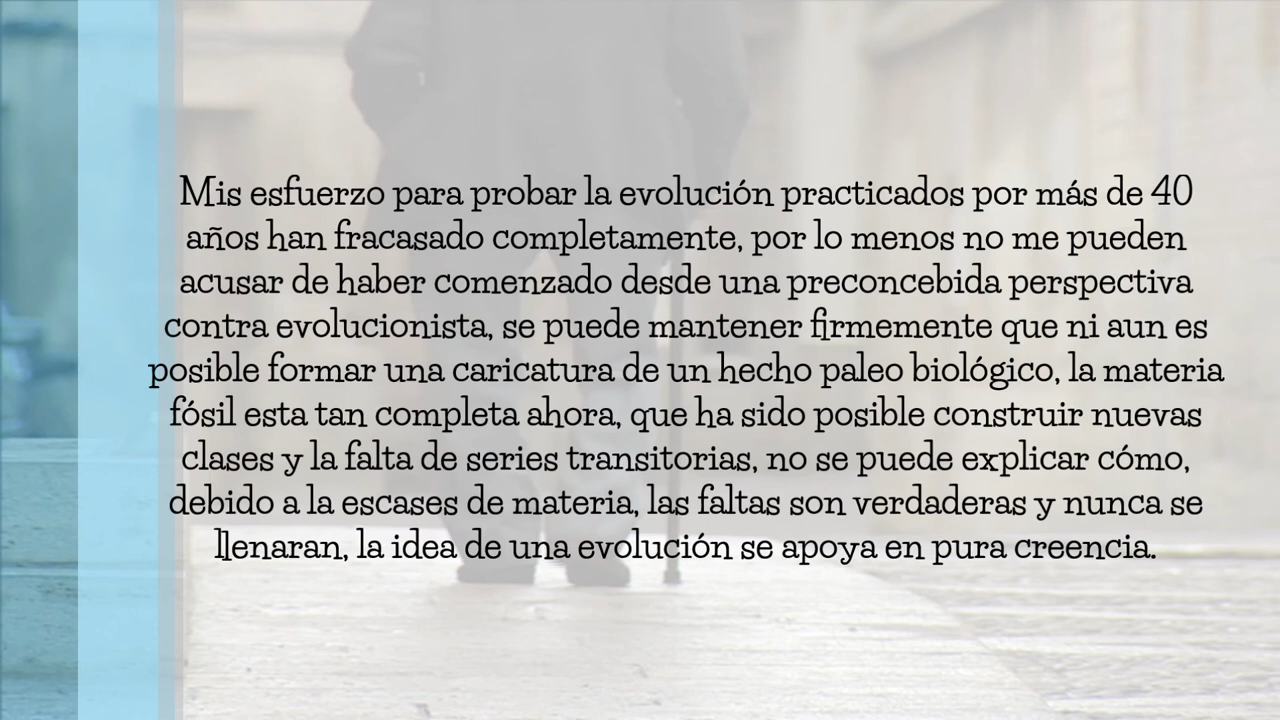 Mis esfuerzo para probar la evolución practicados por más de 40
años han fracasado completamente, por lo menos no me pueden
acusar de haber comenzado desde una preconcebida perspectiva
contra evolucionista, se puede mantener firmemente que ni aun es
posible formar una caricatura de un hecho paleo biológico, la materia
fósil esta tan completa ahora, que ha sido posible construir nuevas
clases y la falta de series transitorias, no se puede explicar cómo,
debido a la escases de materia, las faltas son verdaderas y nunca se
llenaran, la idea de una evolución se apoya en pura creencia.